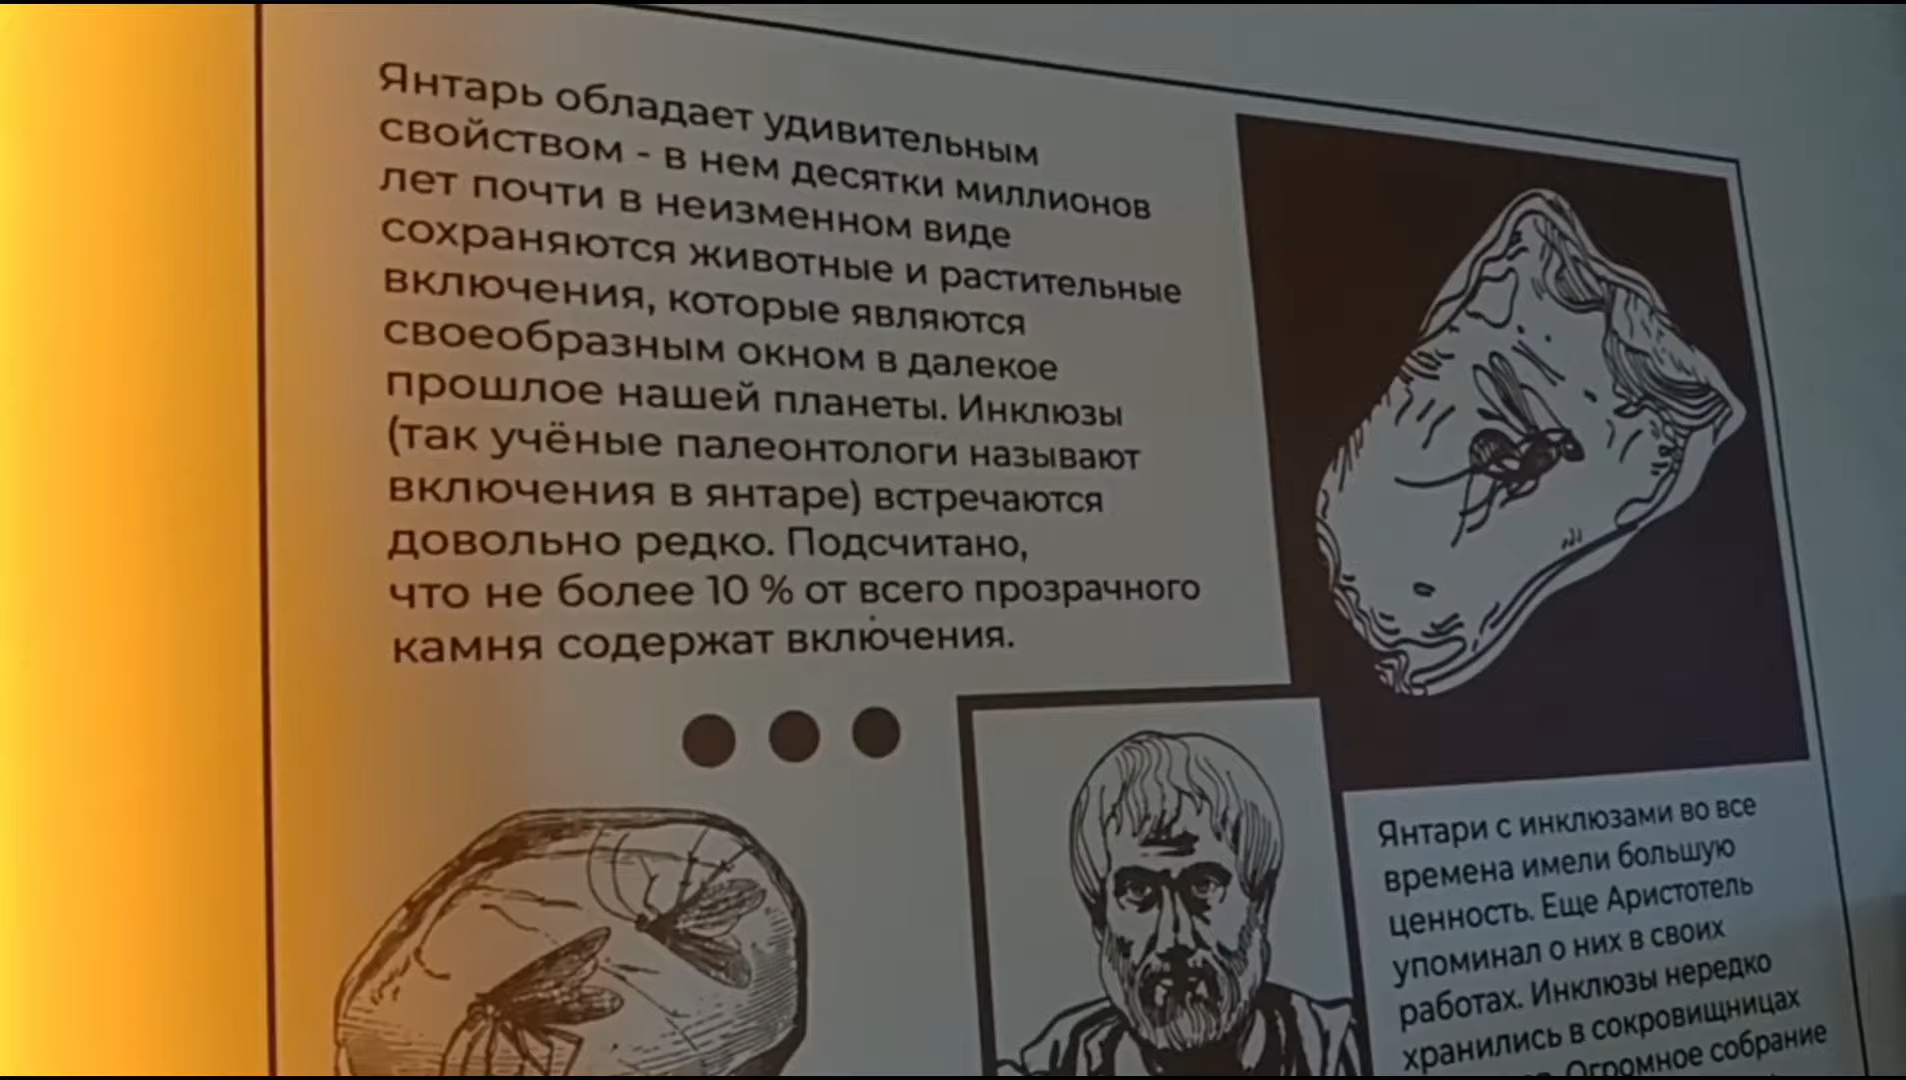 Янтарь обладает удивительным
свойством - в нем десятки миллионов
лет почти в неизменном виде
сохраняются животные и растительные
включения, которые являются
своеобразным окном в далекое
прошлое нашей планеты. Инклюзы
(так учёные палеонтологи называют
включения в янтаре) встречаются
довольно редко. Подсчитано,
что не более 10 % от всего прозрачного
камня содержат включения.
Янтари с инклюзами во все
времена имели большую
ценность. Еще Аристотель
упоминал о них в своих
работах. Инклюзы нередко
хранились в сокровищницах
Огромное собрание